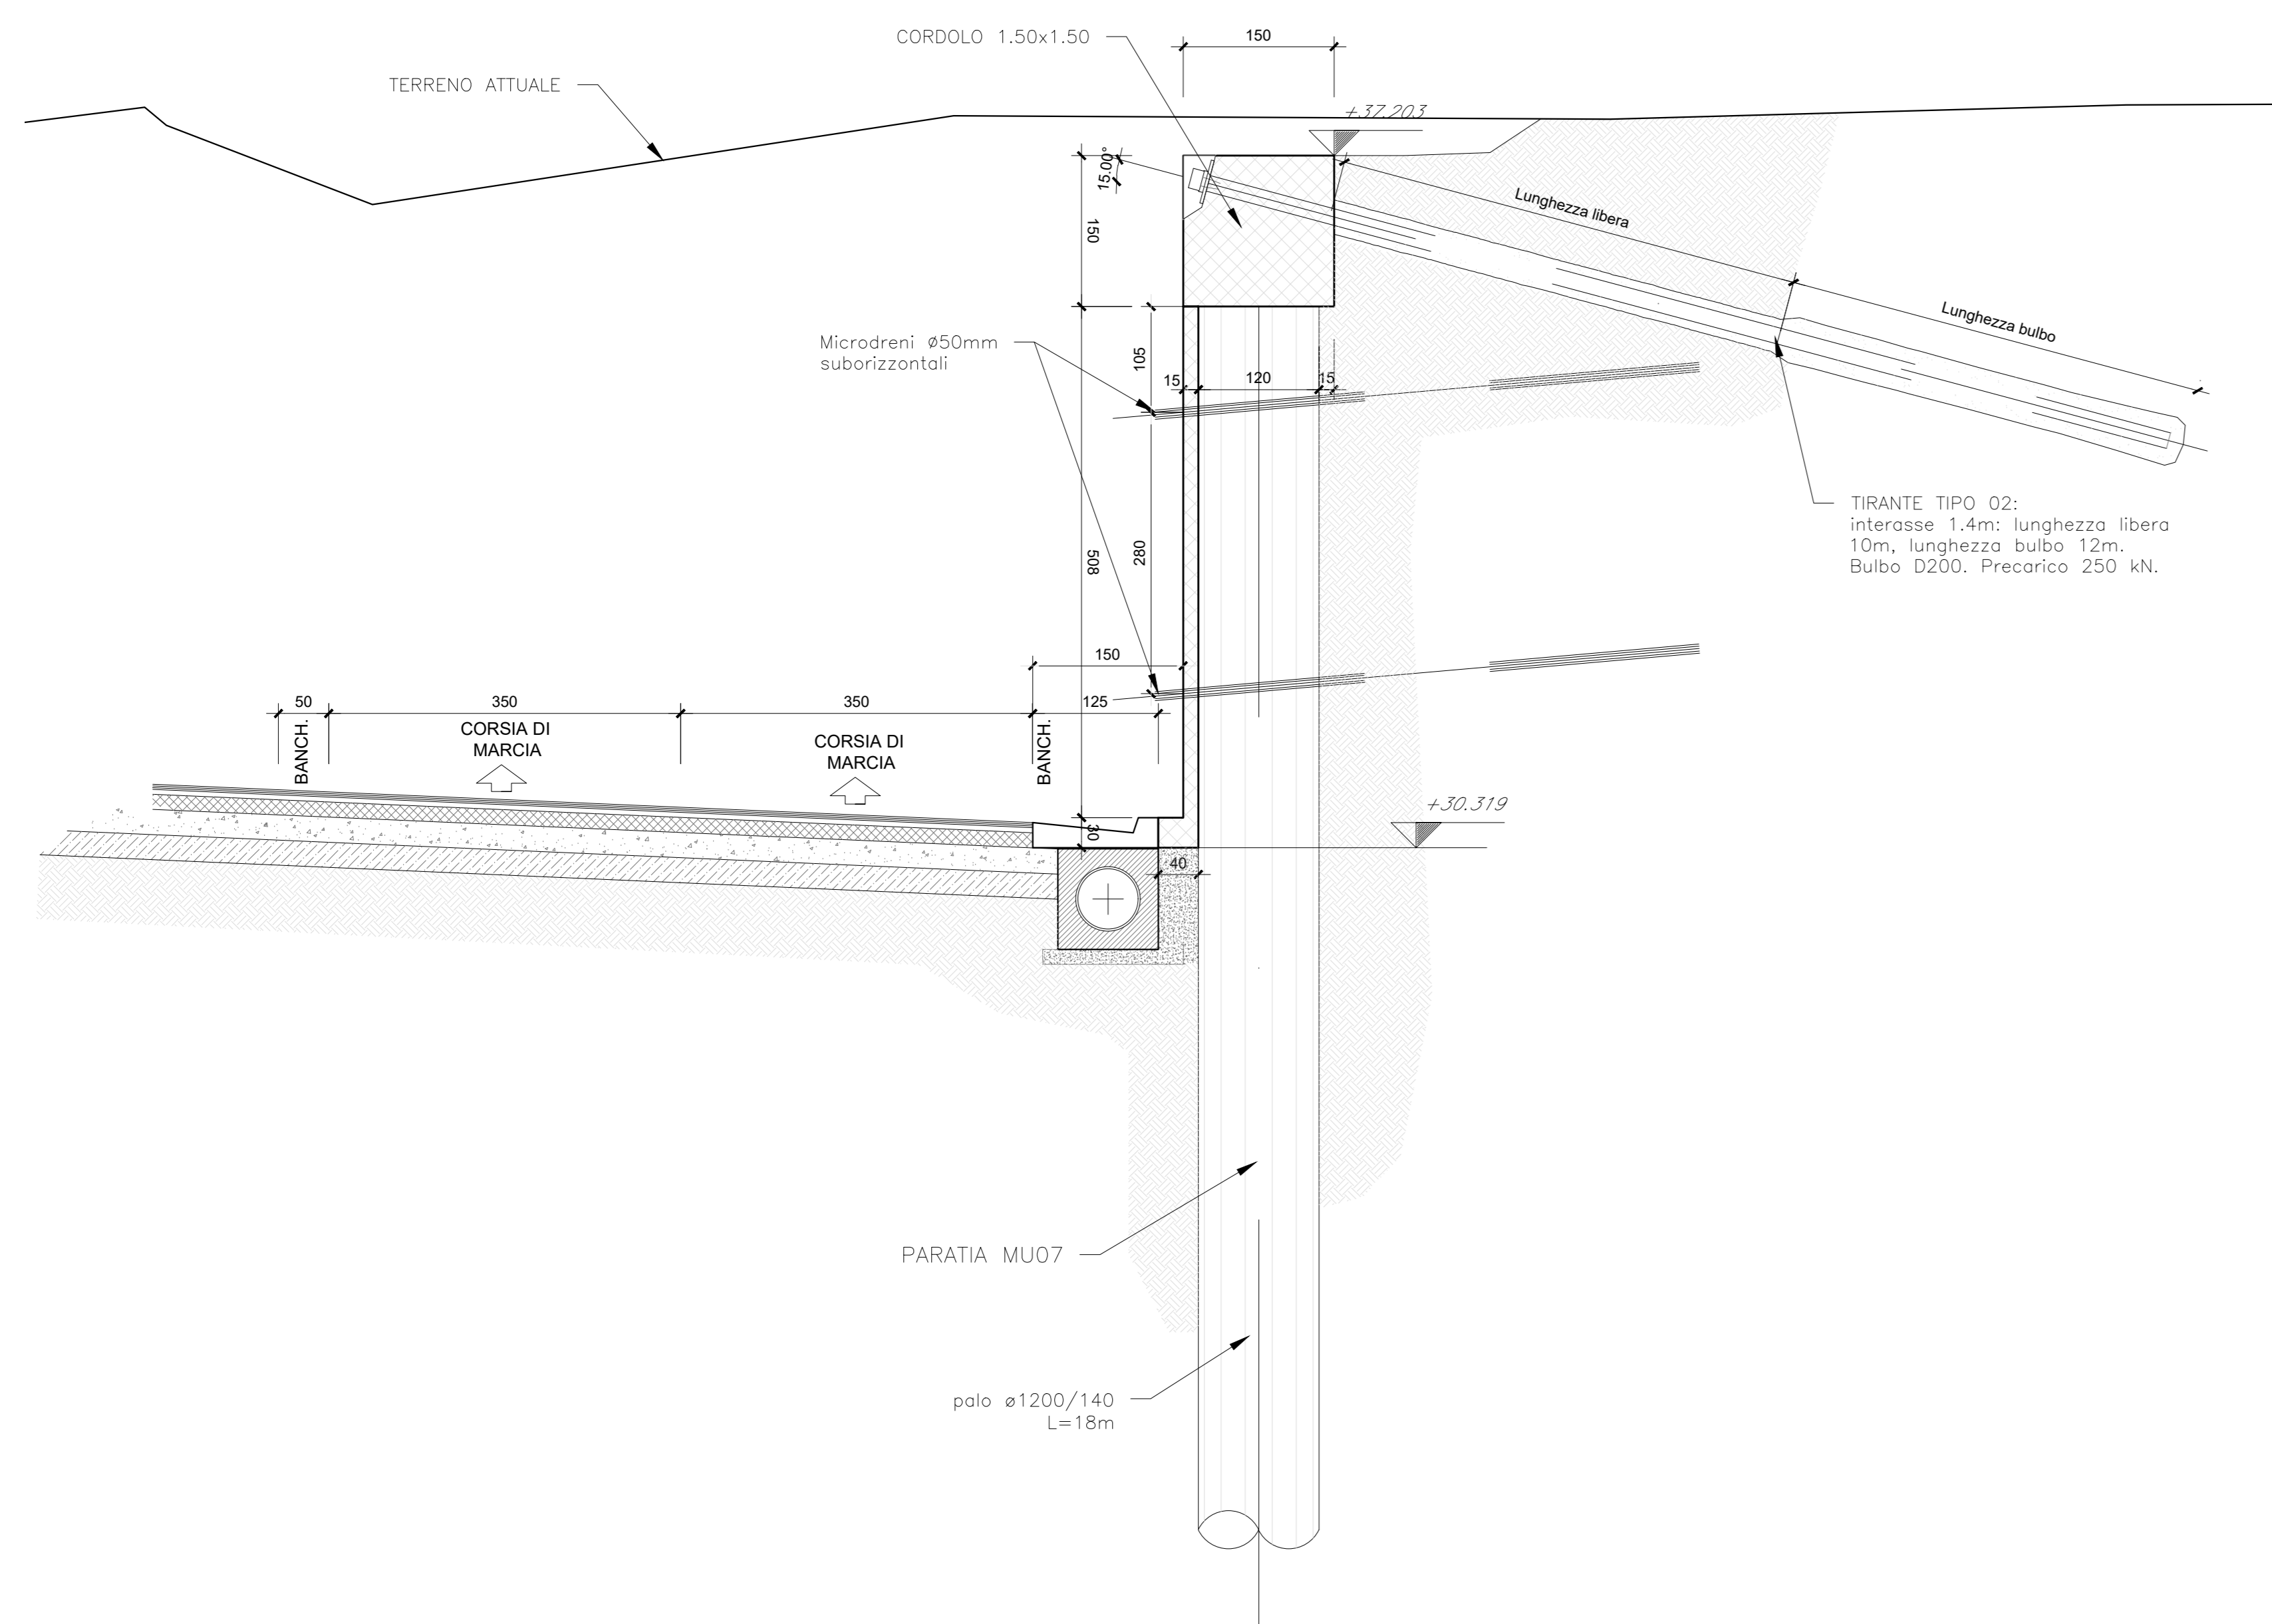 CORDOLO 1.50x1.50
150
TERRENO ATTUALE
+37.203
15.00°
150
Lunghezza libera
Lunghezza bulbo
Microdreni ø50mm
suborizzontali
105
15
120
15
TIRANTE TIPO 02:
interasse 1.4m: lunghezza libera
10m, lunghezza bulbo 12m.
Bulbo D200. Precarico 250 kN.
280
508
150
50
350
350
125
BANCH.
CORSIA DI
MARCIA
CORSIA DI
MARCIA
BANCH.
+30.319
30
40
PARATIA MU07
palo ø1200/140
L=18m